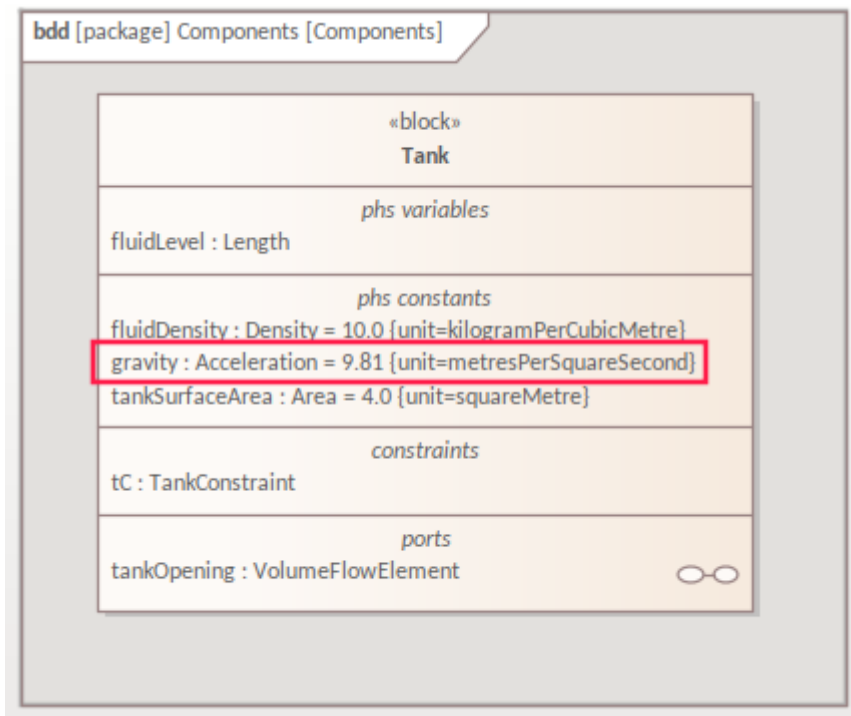 bdd [package] Components [Components]
«block»
Tank
phs variables
fluidLevel : Length
phs constants
fluidDensity : Density = 10.0 {unit=kilogramPerCubicMetre}
gravity : Acceleration = 9.81 {unit=metresPerSquareSecond}
tankSurfaceArea : Area = 4.0 {unit=squareMetre}
constraints
tC : TankConstraint
ports
tankOpening : VolumeFlowElement